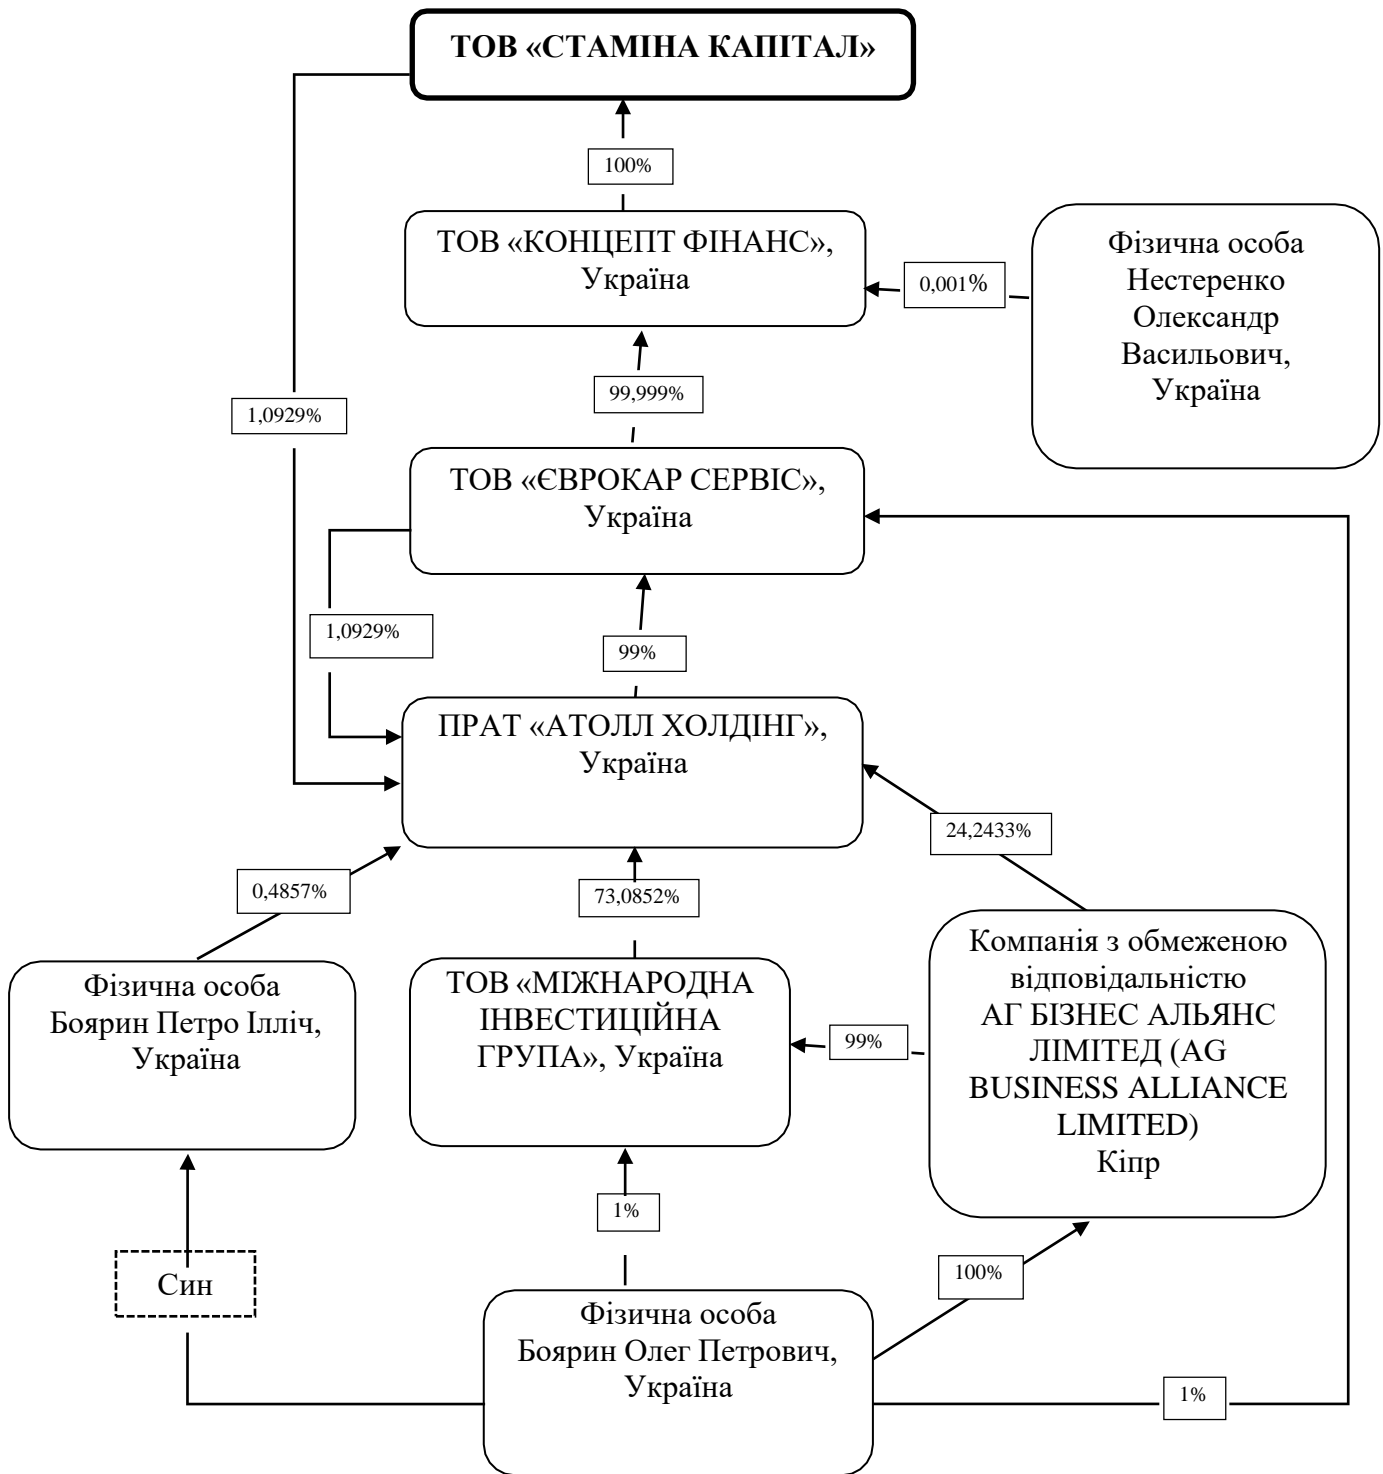 ТОВ «СТАМІНА КАПІТАЛ»
100%
ТОВ «КОНЦЕПТ ФІНАНС»,
Україна
0,001%
Фізична особа
Нестеренко
Олександр
Васильович,
Україна
99,999%
1,0929%
ТОВ «ЄВРОКАР СЕРВІС»,
Україна
1,0929%
99%
ПРАТ «АТОЛЛ ХОЛДІНГ»,
Україна
24,2433%
0,4857%
73,0852%
Фізична особа
Боярин Петро Ілліч,
Україна
ТОВ «МІЖНАРОДНА
ІНВЕСТИЦІЙНА
ГРУПА», Україна
99%
Компанія з обмеженою
відповідальністю
АГ БІЗНЕС АЛЬЯНС
ЛІМІТЕД (AG
BUSINESS ALLIANCE
LIMITED)
Кіпр
1%
Син
100%
Фізична особа
Боярин Олег Петрович,
Україна
1%